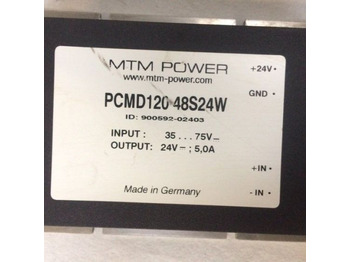 MTM POWER
www.mtm-power.com
PCMD120 48S24W
ID: 900592-02403
INPUT: 35...75V⎓
OUTPUT: 24V⎓; 5,0A
Made in Germany
+24V•
GND •
+IN•
- IN•